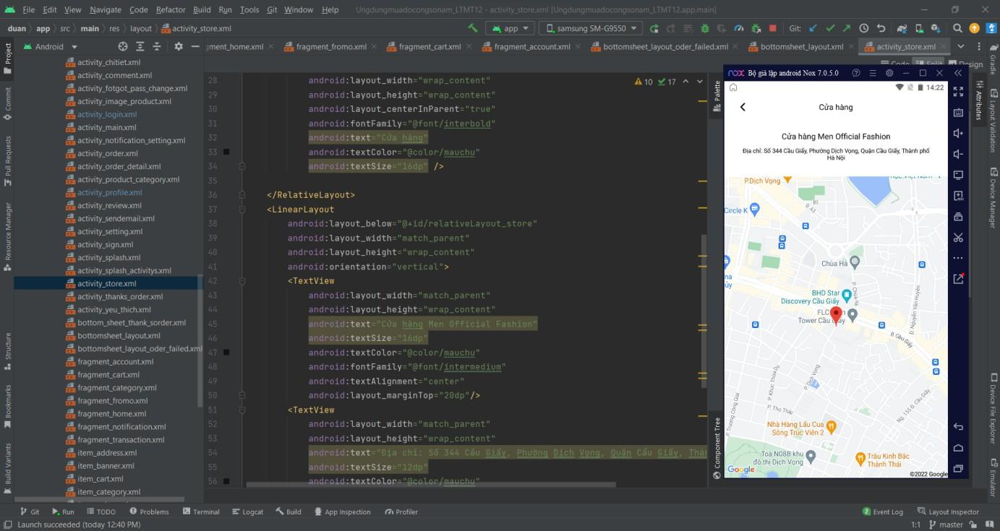 File Edit View Navigate Code Refactor Build Run Tools Git Window Help Ungdungmuadocongsonam_LTMT12 - activity_store.xml [Ungdungmuadocongsonam_LTMT12.app.main]
duan app src main res layout activity_store.xml
app samsung SM-G9550 Git:
Android
gment_home.xml fragment_fromo.xml fragment_cart.xml fragment_account.xml bottomsheet_layout_oder_failed.xml bottomsheet_layout.xml activity_store.xml
Code Split Design
Project
Commit
Pull Requests
Resource Manager
Structure
Bookmarks
Build Variants
activity_chitiet.xml
activity_comment.xml
activity_fotgot_pass_change.xml
activity_image_product.xml
activity_login.xml
activity_main.xml
activity_notification_setting.xml
activity_order.xml
activity_order_detail.xml
activity_product_category.xml
activity_profile.xml
activity_review.xml
activity_sendemail.xml
activity_setting.xml
activity_sign.xml
activity_splash.xml
activity_splash_activitys.xml
activity_store.xml
activity_thanks_order.xml
activity_yeu_thich.xml
bottom_sheet_thank_sorder.xml
bottomsheet_layout.xml
bottomsheet_layout_oder_failed.xml
fragment_account.xml
fragment_cart.xml
fragment_category.xml
fragment_fromo.xml
fragment_home.xml
fragment_notification.xml
fragment_transaction.xml
item_address.xml
item_banner.xml
item_cart.xml
item_category.xml
10 17
28 android:layout_width="wrap_content"
29 android:layout_height="wrap_content"
30 android:layout_centerInParent="true"
31 android:fontFamily="@font/interbold"
32 android:text="Cửa hàng"
33 android:textColor="@color/mauchu"
34 android:textSize="16dp" />
35
36 </RelativeLayout>
37 <LinearLayout
38 android:layout_below="@+id/relativeLayout_store"
39 android:layout_width="match_parent"
40 android:layout_height="wrap_content"
41 android:orientation="vertical">
42 <TextView
43 android:layout_width="match_parent"
44 android:layout_height="wrap_content"
45 android:text="Cửa hàng Men Official Fashion"
46 android:textSize="16dp"
47 android:textColor="@color/mauchu"
48 android:fontFamily="@font/intermedium"
49 android:textAlignment="center"
50 android:layout_marginTop="20dp"/>
51 <TextView
52 android:layout_width="match_parent"
53 android:layout_height="wrap_content"
54 android:text="Địa chỉ: Số 344 Cầu Giấy, Phường Dịch Vọng, Quận Cầu Giấy, Thàn
55 android:textSize="12dp"
56 android:textColor="@color/mauchu"
Palette
Component Tree
nox Bộ giả lập android Nox 7.0.5.0
14:22
Cửa hàng
Cửa hàng Men Official Fashion
Địa chỉ: Số 344 Cầu Giấy, Phường Dịch Vọng, Quận Cầu Giấy, Thành phố
Hà Nội
P.Dịch Vọng
Circle K
Đ. A3
Chùa Hà
P. Chùa Hà
Đ. Nguyễn Văn Huyên
BHD Star
Discovery Cầu Giấy
FLC
Tower Cầu Giấy
Đ. Cầu Giấy
P. Dịch Vọng
P. Khúc Thừa Dụ
P. Thọ Tháp
P. Trương Công Giai
Ng. 155 Đ. Cầu Giấy
Nhà Hàng Lẩu Cua
Sông Trúc Viên 2
Toà N08B khu
đô thị Dịch Vọng
Trâu Kinh Bắc
Thành Thái
Google
©2022 Google
Gradle
Attributes
Layout Validation
Device Manager
Device File Explorer
Emulator
Git Run TODO Problems Terminal Logcat Build App Inspection Profiler 2 Event Log Layout Inspector
Launch succeeded (today 12:40 PM) 1:1 master